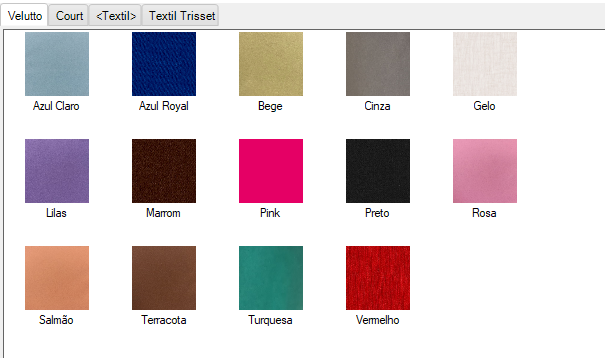 Velutto Court <Textil> Textil Trisset
Azul Claro Azul Royal Bege Cinza Gelo
Lilas Marrom Pink Preto Rosa
Salmão Terracota Turquesa Vermelho